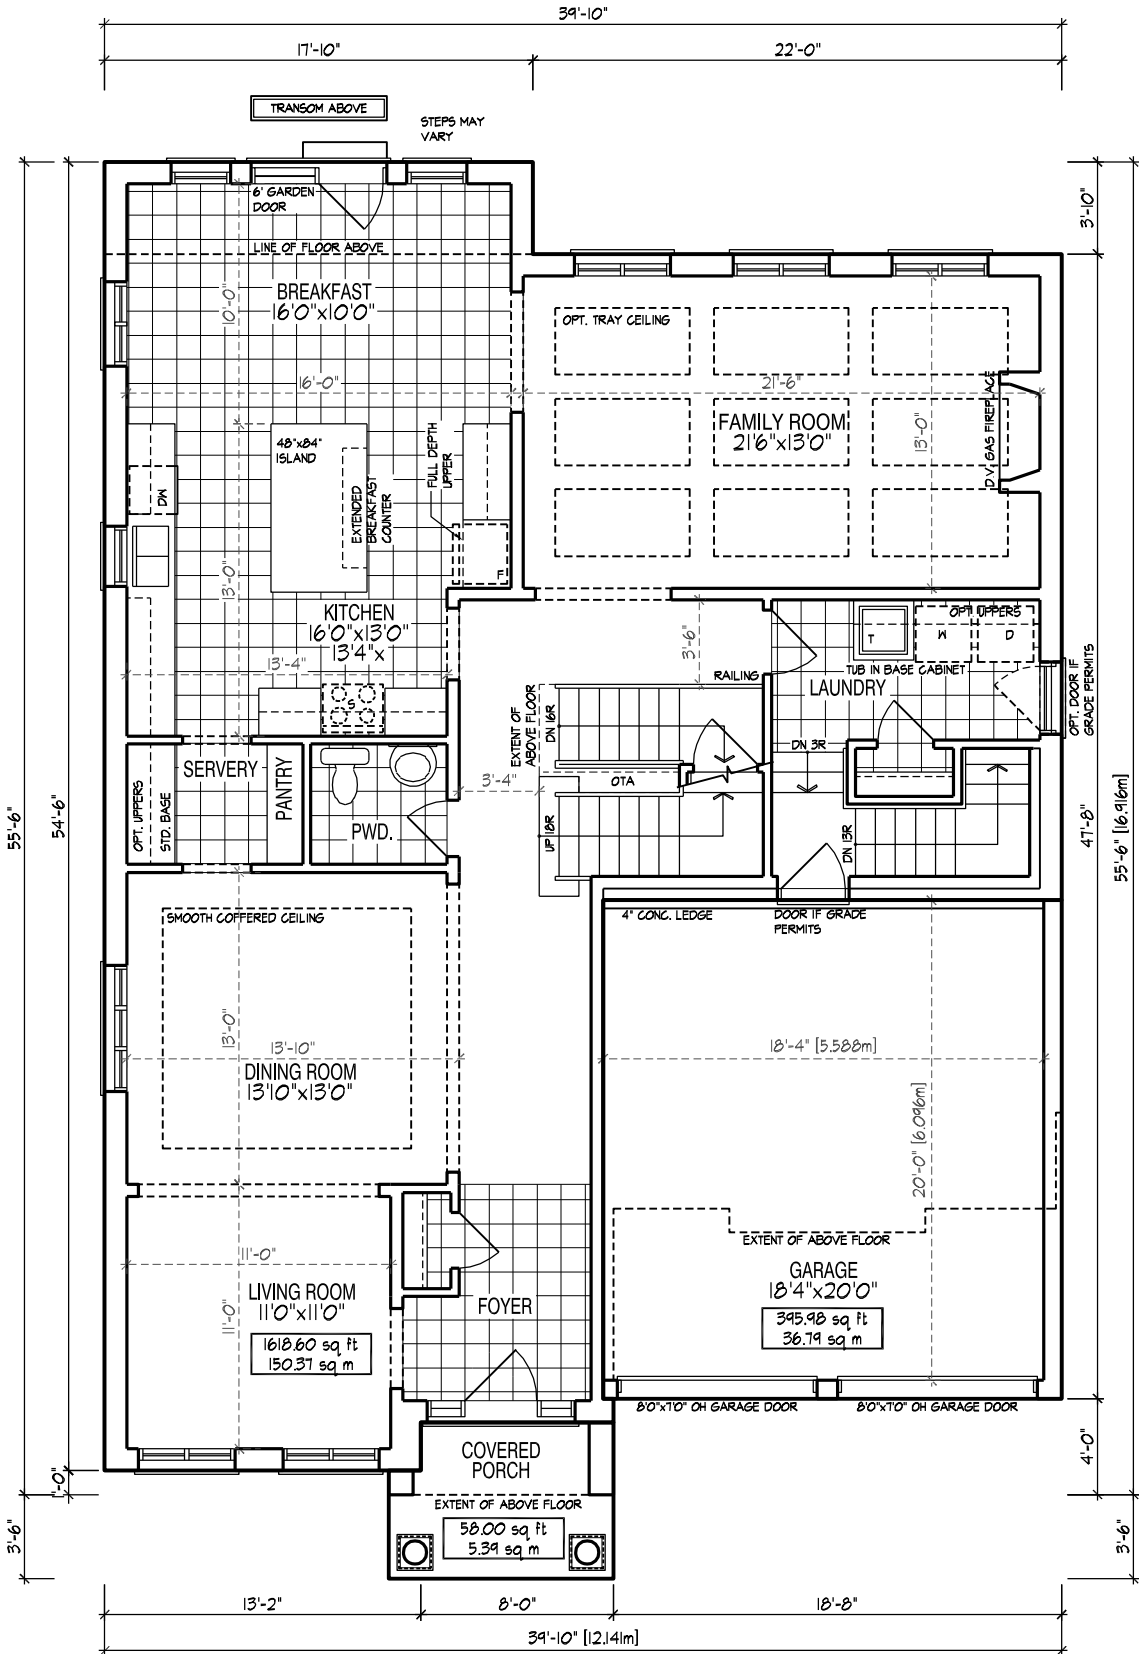 39'-10"
17'-10"
22'-0"
TRANSOM ABOVE
STEPS MAY
VARY
6' GARDEN
DOOR
3'-10"
LINE OF FLOOR ABOVE
BREAKFAST
16'0"x10'0"
10'-0"
OPT. TRAY CEILING
16'-0"
21'-6"
FAMILY ROOM
21'6"x13'0"
13'-0"
D.V. GAS FIREPLACE
48"x84"
ISLAND
FULL DEPTH
UPPER
DW
EXTENDED
BREAKFAST
COUNTER
F
13'-0"
KITCHEN
16'0"x13'0"
13'4"x
13'-4"
S
3'-6"
OPT UPPERS
T
W
D
TUB IN BASE CABINET
RAILING
LAUNDRY
OPT. DOOR IF
GRADE PERMITS
EXTENT OF
ABOVE FLOOR
DN 16R
DN 3R
SERVERY
PANTRY
OPT. UPPERS
STD. BASE
PWD.
3'-4"
OTA
UP 18R
DN 13R
55'-6"
54'-6"
47'-8"
55'-6" [16.916m]
SMOOTH COFFERED CEILING
4" CONC. LEDGE
DOOR IF GRADE
PERMITS
13'-0"
13'-10"
DINING ROOM
13'10"x13'0"
18'-4" [5.588m]
20'-0" [6.096m]
EXTENT OF ABOVE FLOOR
11'-0"
LIVING ROOM
11'0"x11'0"
11'-0"
1618.60 sq ft
150.37 sq m
FOYER
GARAGE
18'4"x20'0"
395.98 sq ft
36.79 sq m
8'0"x7'0" OH GARAGE DOOR
8'0"x7'0" OH GARAGE DOOR
COVERED
PORCH
EXTENT OF ABOVE FLOOR
58.00 sq ft
5.39 sq m
1'-0"
3'-6"
4'-0"
3'-6"
13'-2"
8'-0"
18'-8"
39'-10" [12.141m]